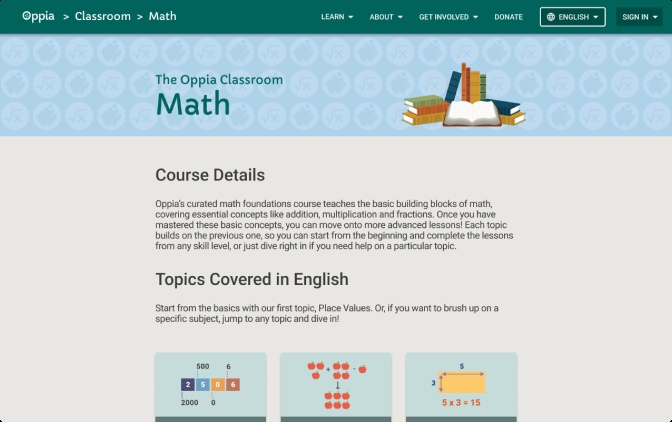 Oppia > Classroom > Math LEARN ABOUT GET INVOLVED DONATE ENGLISH SIGN IN
The Oppia Classroom
Math
Course Details
Oppia's curated math foundations course teaches the basic building blocks of math,
covering essential concepts like addition, multiplication and fractions. Once you have
mastered these basic concepts, you can move onto more advanced lessons! Each topic
builds on the previous one, so you can start from the beginning and complete the lessons
from any skill level, or just dive right in if you need help on a particular topic.
Topics Covered in English
Start from the basics with our first topic, Place Values. Or, if you want to brush up on a
specific subject, jump to any topic and dive in!
500 6
2 5 0 6
2000 0
+ -
5
3
5 x 3 = 15